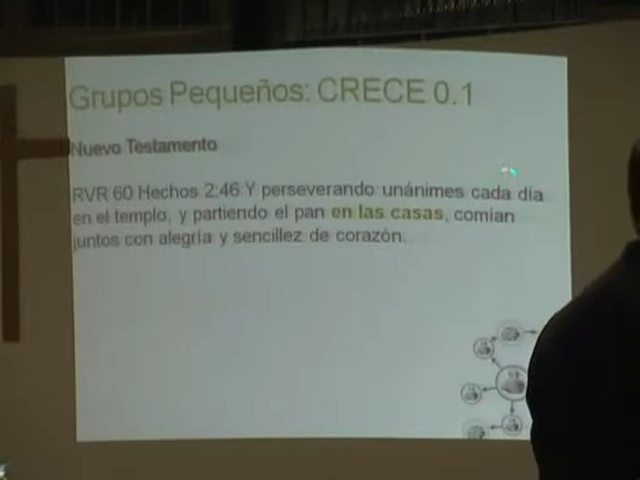 Grupos Pequeños: CRECE 0.1
Nuevo Testamento
RVR 60 Hechos 2:46 Y perseverando unánimes cada día
en el templo, y partiendo el pan en las casas, comían
juntos con alegría y sencillez de corazón.